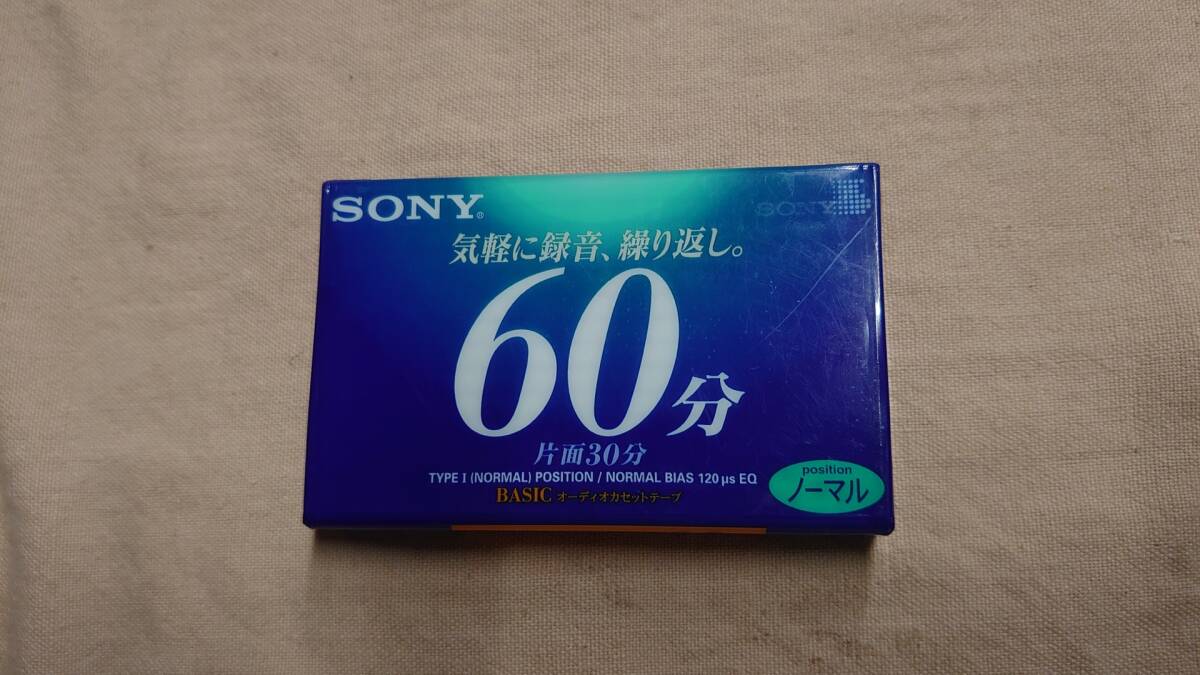 SONY®
SONY
気軽に録音、繰り返し。
60分
片面30分
TYPE I (NORMAL) POSITION / NORMAL BIAS 120 μs EQ
position
ノーマル
BASIC オーディオカセットテープ